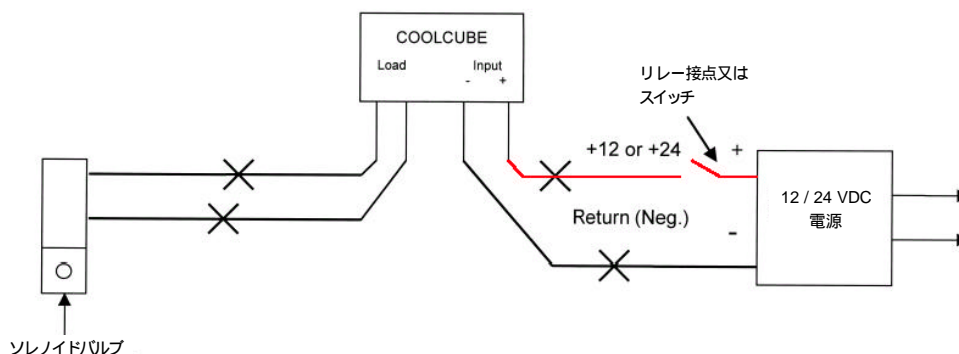 COOLCUBE
Load
Input
- +
リレー接点又は
スイッチ
+12 or +24
+
12 / 24 VDC
電源
Return (Neg.)
-
ソレノイドバルブ